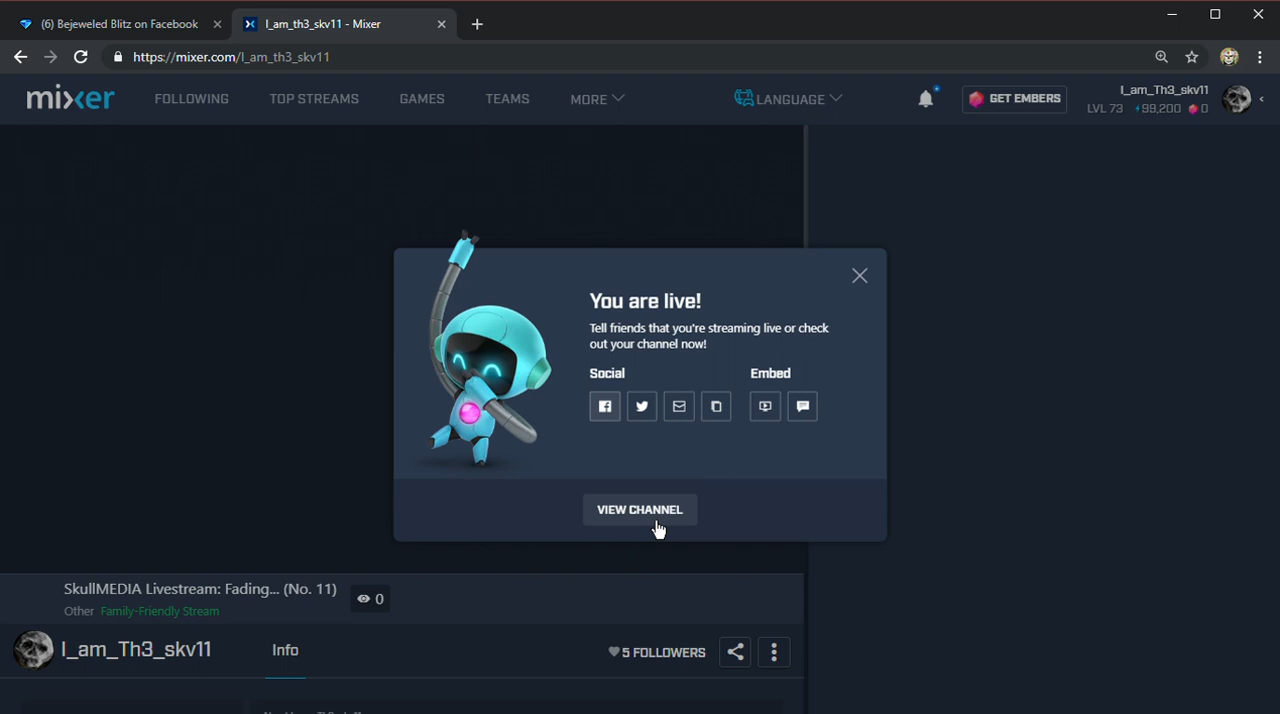 (6) Bejeweled Blitz on Facebook
I_am_th3_skv11 - Mixer
https://mixer.com/I_am_th3_skv11
mixer
FOLLOWING
TOP STREAMS
GAMES
TEAMS
MORE
LANGUAGE
GET EMBERS
I_am_Th3_skv11
LVL 73 99,200 0
You are live!
Tell friends that you're streaming live or check
out your channel now!
Social
Embed
VIEW CHANNEL
SkullMEDIA Livestream: Fading... (No. 11)
0
Other Family-Friendly Stream
I_am_Th3_skv11
Info
5 FOLLOWERS